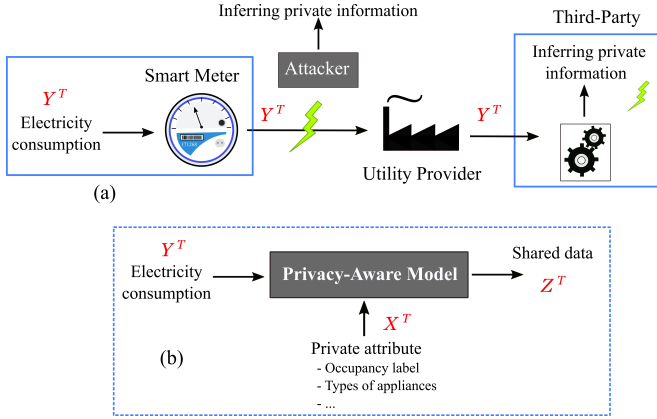 Inferring private information
Third-Party
Attacker
Smart Meter
Inferring private
information
Y^T
Electricity
consumption
Y^T
Y^T
Utility Provider
(a)
Y^T
Electricity
consumption
Privacy-Aware Model
Shared data
Z^T
X^T
(b)
Private attribute
- Occupancy label
- Types of appliances
- ...